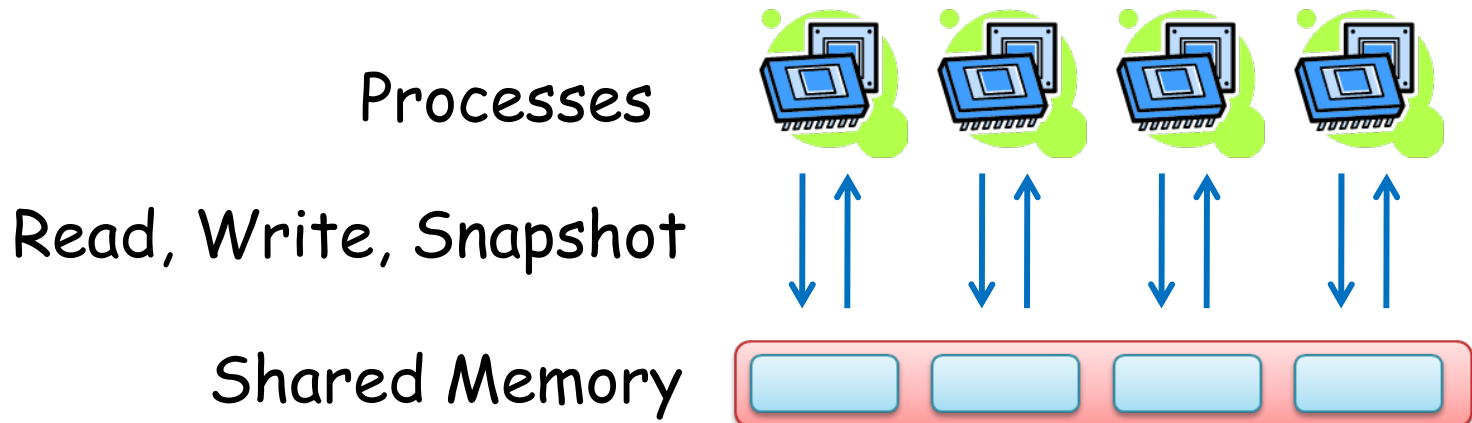 Processes
Read, Write, Snapshot
Shared Memory